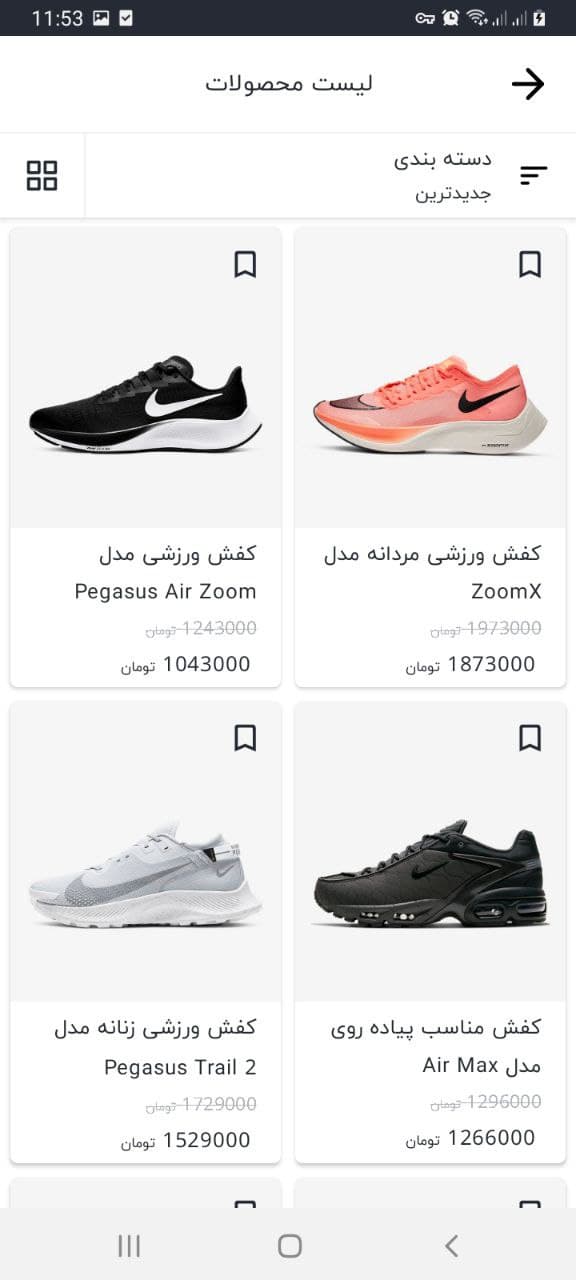 11:53
لیست محصولات
دسته بندی
جدیدترین
کفش ورزشی مردانه مدل
ZoomX
1973000 تومان
1873000 تومان
کفش ورزشی مدل
Pegasus Air Zoom
1243000 تومان
1043000 تومان
کفش مناسب پیاده روی
مدل Air Max
1296000 تومان
1266000 تومان
کفش ورزشی زنانه مدل
Pegasus Trail 2
1729000 تومان
1529000 تومان